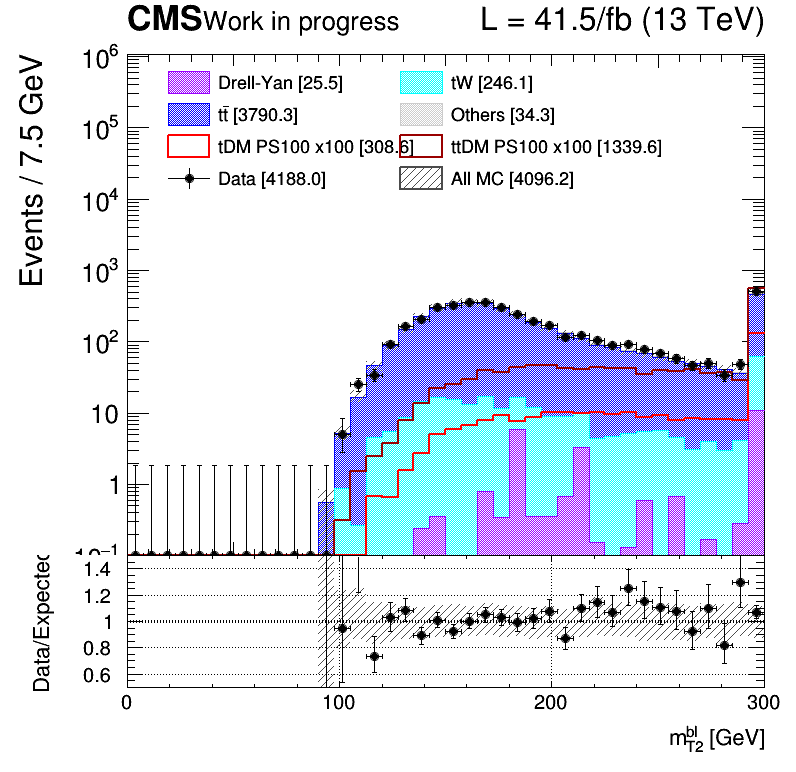 CMS Work in progress L = 41.5/fb (13 TeV)
Events / 7.5 GeV
10⁶
10⁵
10⁴
10³
10²
10
1
10⁻¹
Drell-Yan [25.5] tW [246.1]
tt̄ [3790.3] Others [34.3]
tDM PS100 x100 [308.6] ttDM PS100 x100 [1339.6]
Data [4188.0] All MC [4096.2]
Data/Expected
1.4
1.2
1
0.8
0.6
0 100 200 300
m_T2^bl [GeV]